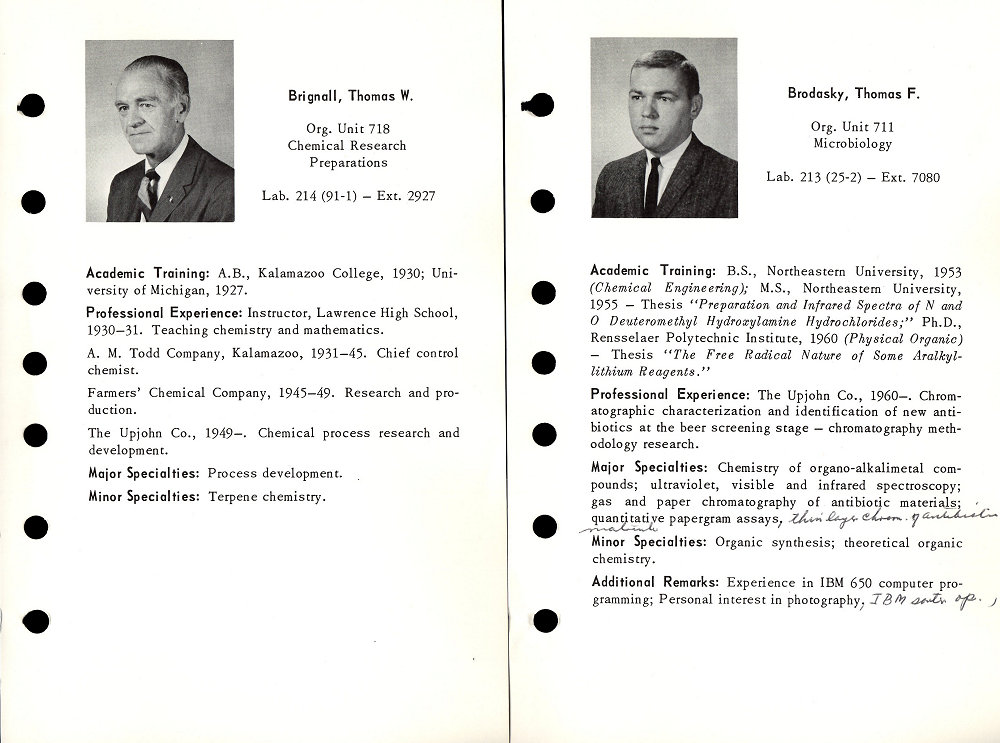 Brignall, Thomas W.
Org. Unit 718
Chemical Research
Preparations
Lab. 214 (91-1) — Ext. 2927
Academic Training: A.B., Kalamazoo College, 1930; Uni-
versity of Michigan, 1927.
Professional Experience: Instructor, Lawrence High School,
1930—31. Teaching chemistry and mathematics.
A. M. Todd Company, Kalamazoo, 1931—45. Chief control
chemist.
Farmers' Chemical Company, 1945—49. Research and pro-
duction.
The Upjohn Co., 1949—. Chemical process research and
development.
Major Specialties: Process development.
Minor Specialties: Terpene chemistry.
Brodasky, Thomas F.
Org. Unit 711
Microbiology
Lab. 213 (25-2) — Ext. 7080
Academic Training: B.S., Northeastern University, 1953
(Chemical Engineering); M.S., Northeastern University,
1955 — Thesis "Preparation and Infrared Spectra of N and
O Deuteromethyl Hydroxylamine Hydrochlorides;" Ph.D.,
Rensselaer Polytechnic Institute, 1960 (Physical Organic)
— Thesis "The Free Radical Nature of Some Aralkyl-
lithium Reagents."
Professional Experience: The Upjohn Co., 1960—. Chrom-
atographic characterization and identification of new anti-
biotics at the beer screening stage — chromatography meth-
odology research.
Major Specialties: Chemistry of organo-alkalimetal com-
pounds; ultraviolet, visible and infrared spectroscopy;
gas and paper chromatography of antibiotic materials;
quantitative papergram assays, thin layer chrom. of antibiotic
Minor Specialties: Organic synthesis; theoretical organic
chemistry.
Additional Remarks: Experience in IBM 650 computer pro-
gramming; Personal interest in photography, IBM op.,